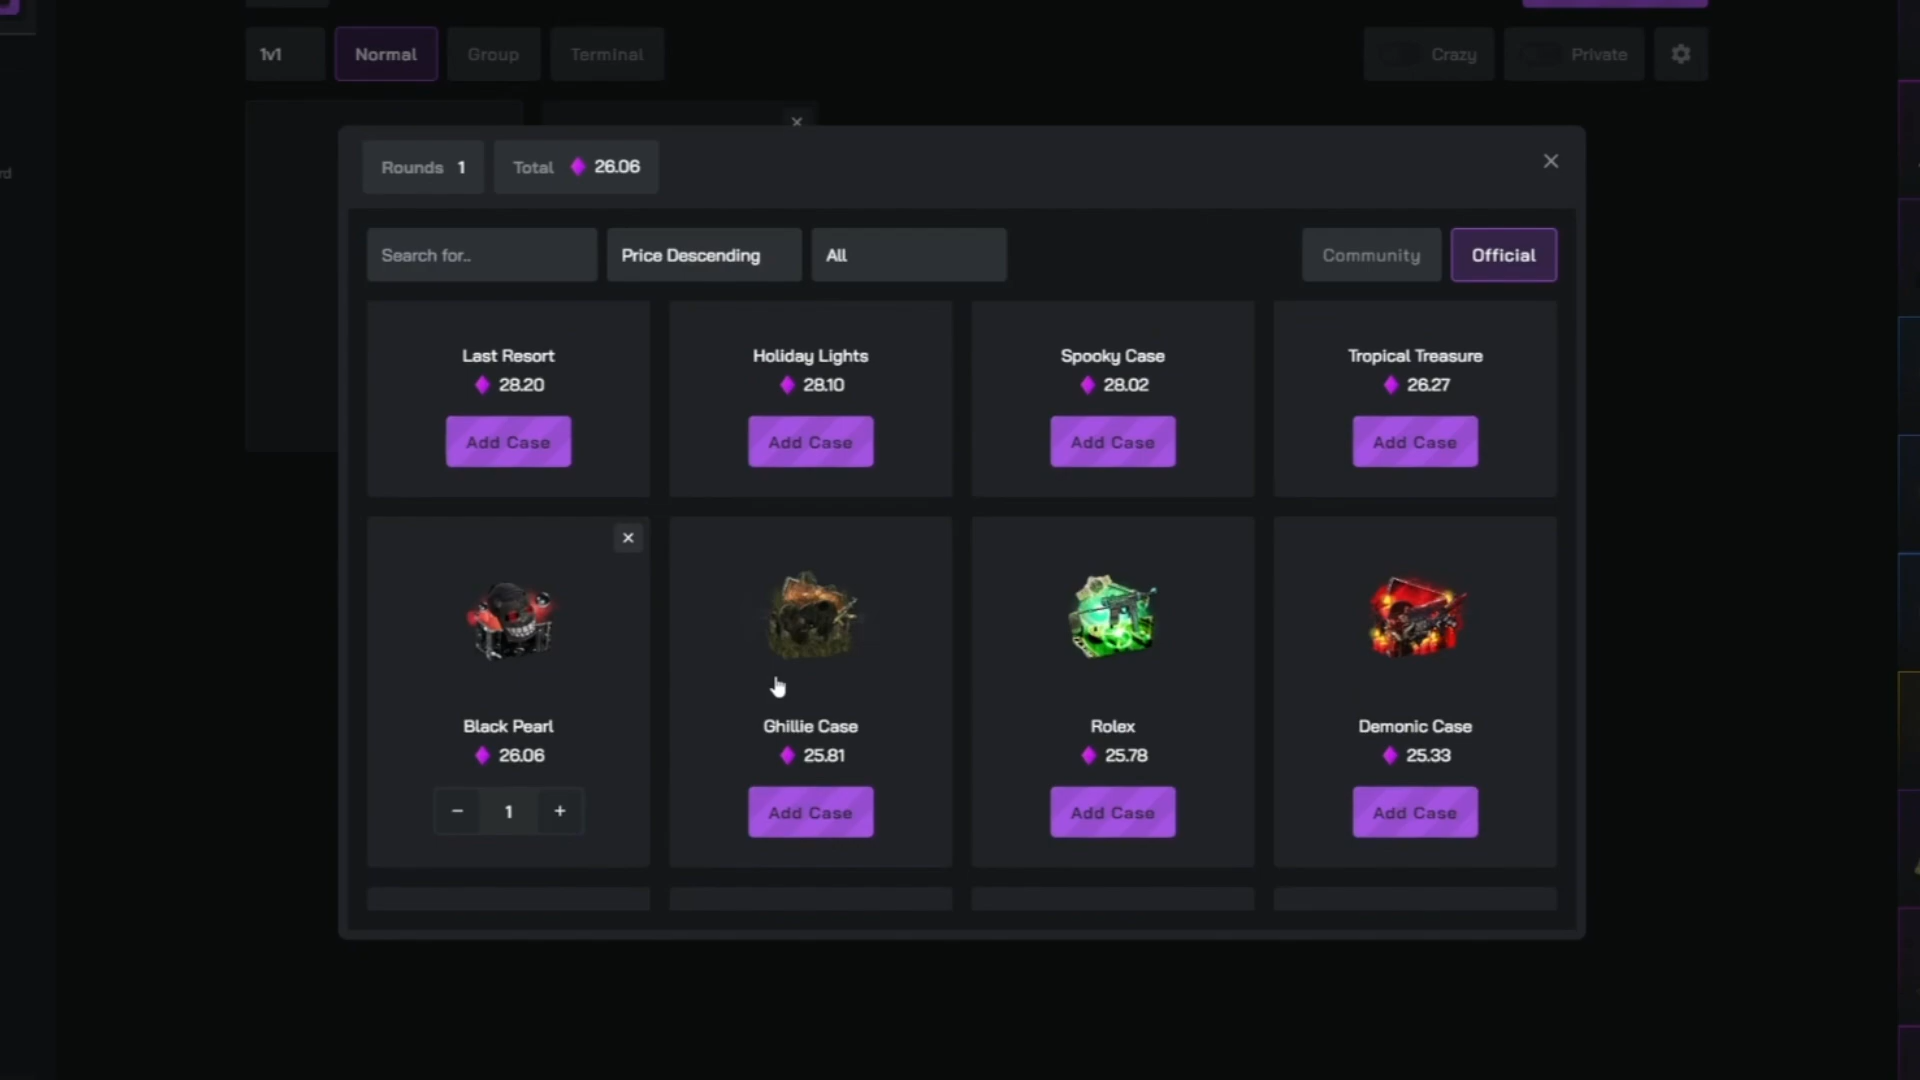 1v1 Normal Group Terminal Crazy Private
rd
Rounds 1 Total 26.06
Search for.. Price Descending All Community Official
Last Resort Holiday Lights Spooky Case Tropical Treasure
28.20 28.10 28.02 26.27
Add Case Add Case Add Case Add Case
Black Pearl Ghillie Case Rolex Demonic Case
26.06 25.81 25.78 25.33
− 1 + Add Case Add Case Add Case